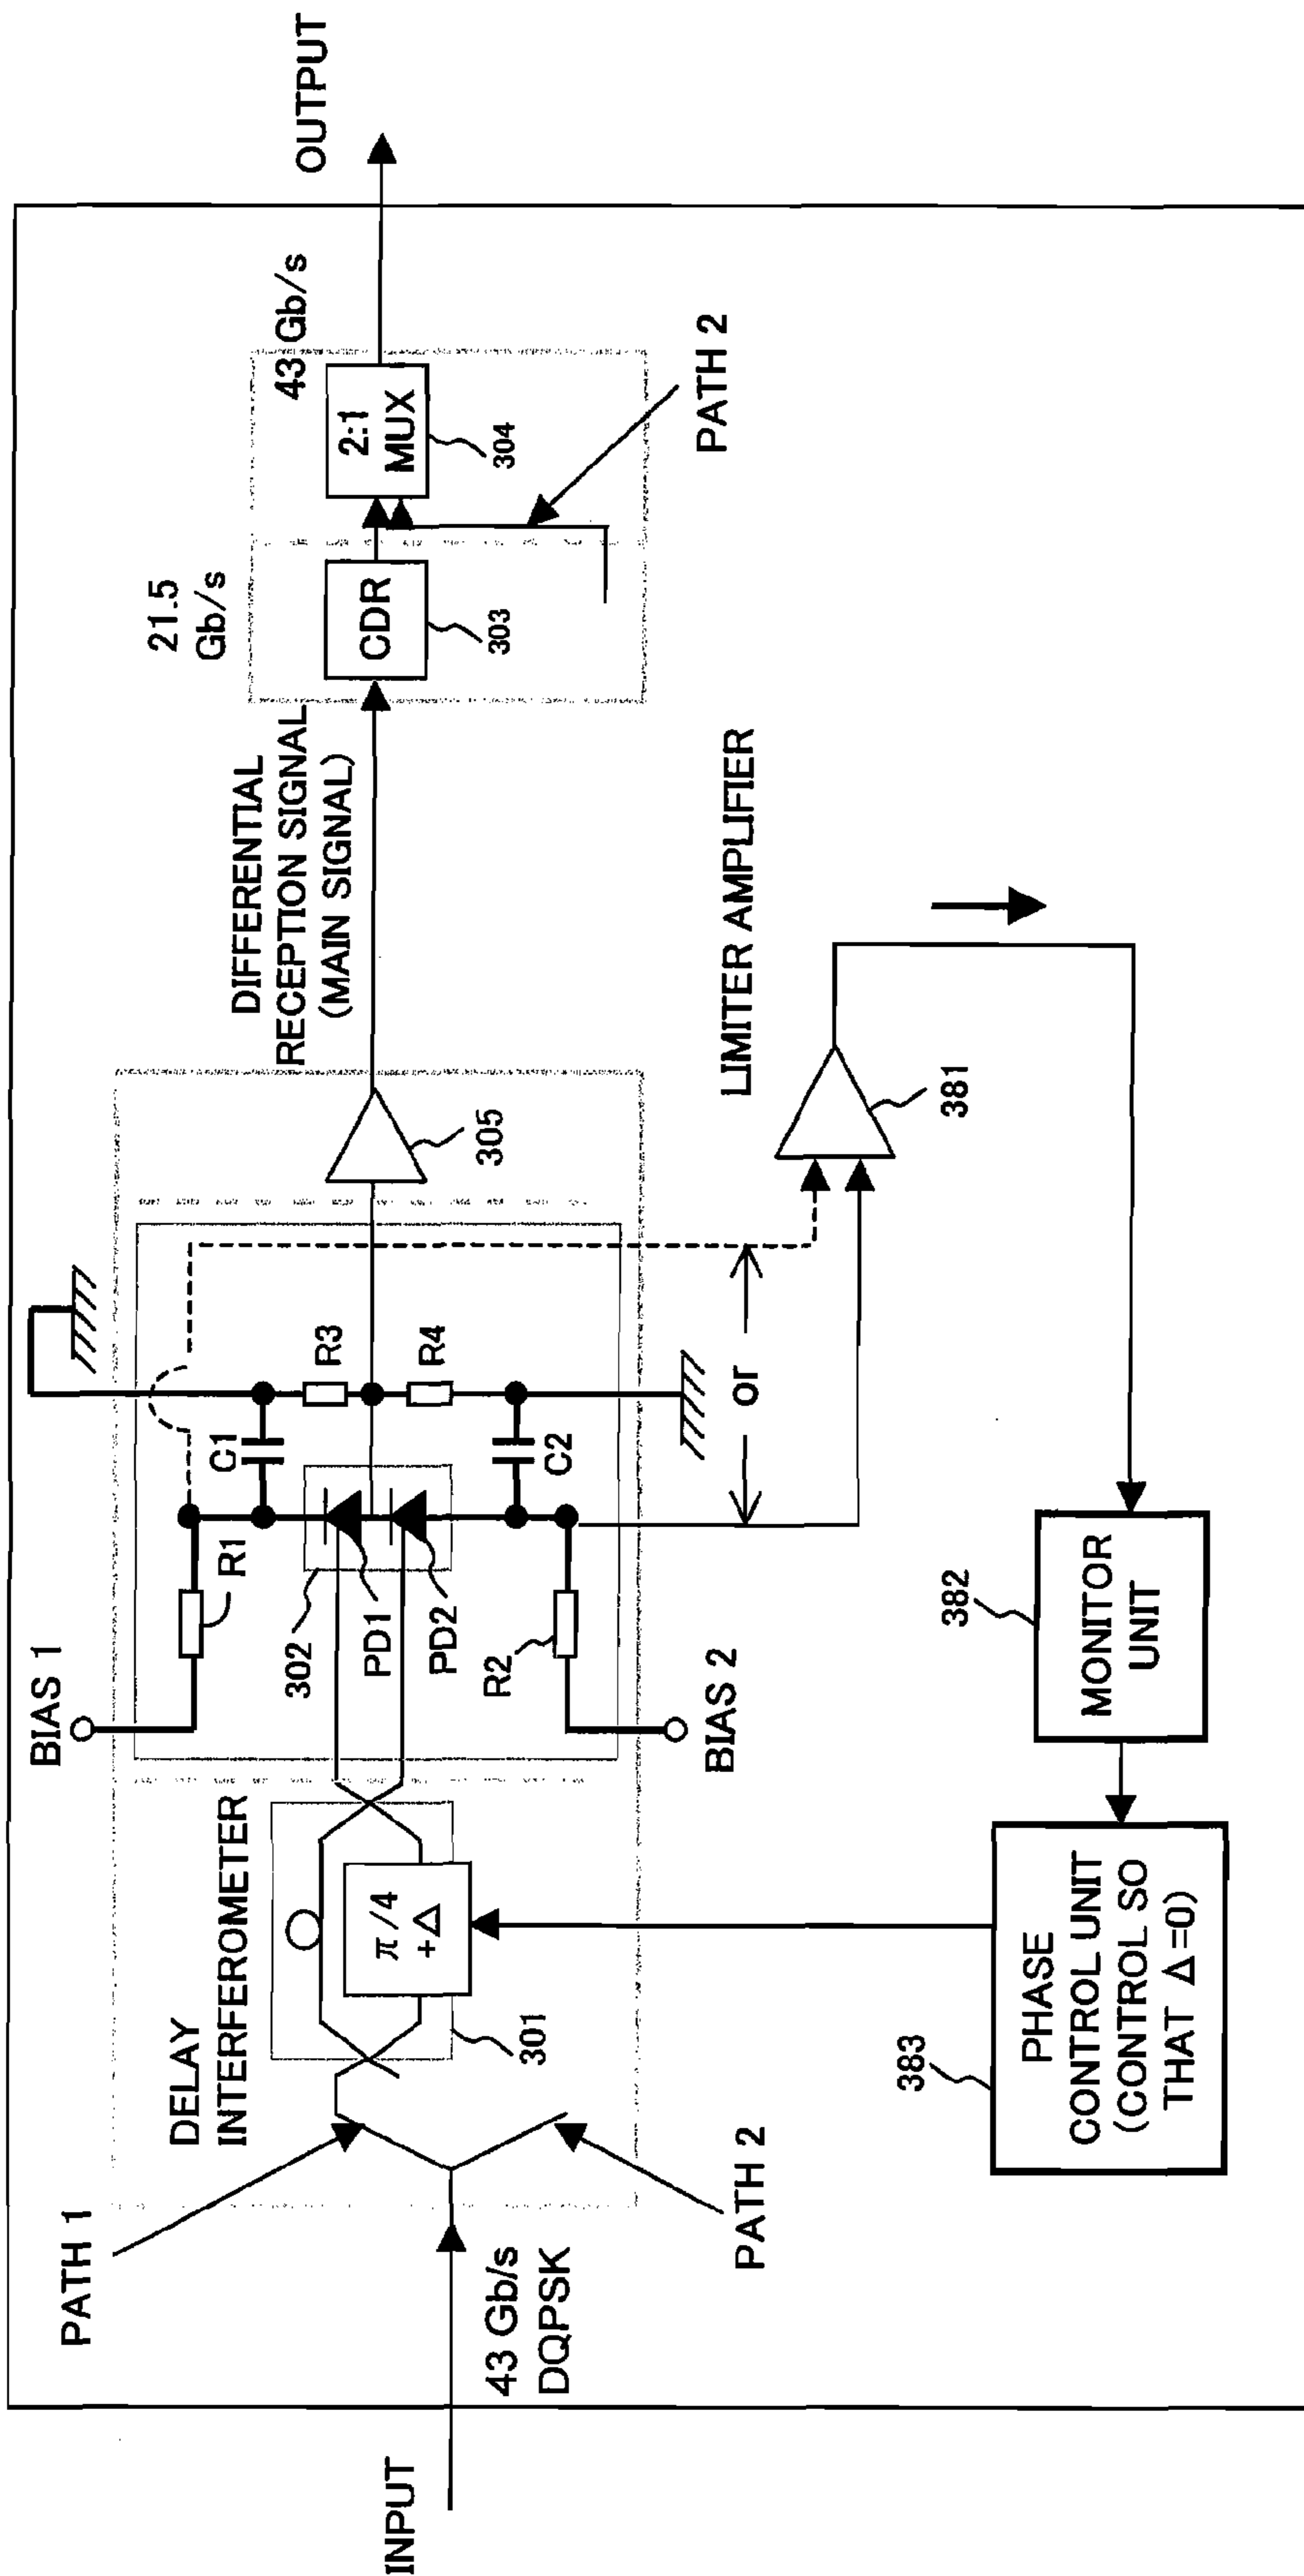 INPUT
43 Gb/s
DQPSK
PATH 1
PATH 2
DELAY
INTERFEROMETER
π/4
+Δ
301
BIAS 1
BIAS 2
R1
R2
302
PD1
PD2
C1
C2
R3
R4
305
or
DIFFERENTIAL
RECEPTION SIGNAL
(MAIN SIGNAL)
21.5
Gb/s
CDR
303
43 Gb/s
2:1
MUX
304
PATH 2
OUTPUT
LIMITER AMPLIFIER
381
382
MONITOR
UNIT
383
PHASE
CONTROL UNIT
(CONTROL SO
THAT Δ=0)